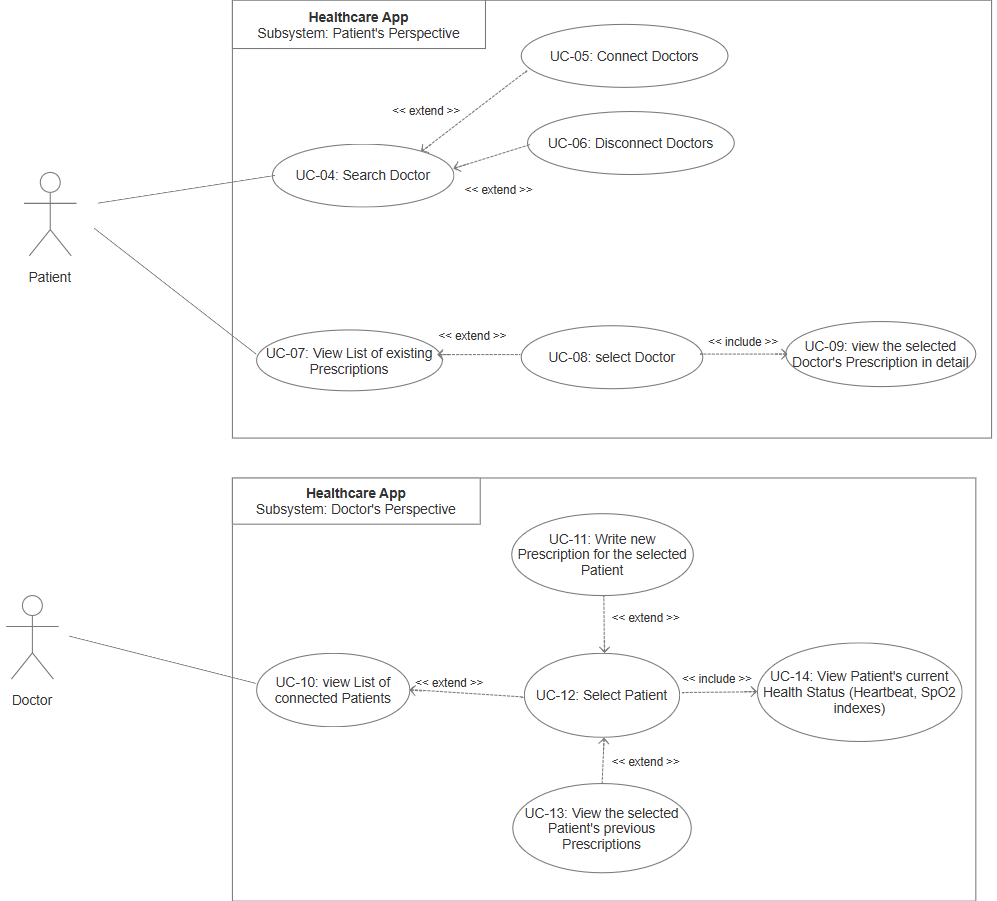 Healthcare App
Subsystem: Patient's Perspective
UC-05: Connect Doctors
<< extend >>
UC-06: Disconnect Doctors
UC-04: Search Doctor
<< extend >>
Patient
UC-07: View List of existing
Prescriptions
<< extend >>
UC-08: select Doctor
<< include >>
UC-09: view the selected
Doctor's Prescription in detail
Healthcare App
Subsystem: Doctor's Perspective
UC-11: Write new
Prescription for the selected
Patient
<< extend >>
Doctor
UC-10: view List of
connected Patients
<< extend >>
UC-12: Select Patient
<< include >>
UC-14: View Patient's current
Health Status (Heartbeat, SpO2
indexes)
<< extend >>
UC-13: View the selected
Patient's previous
Prescriptions